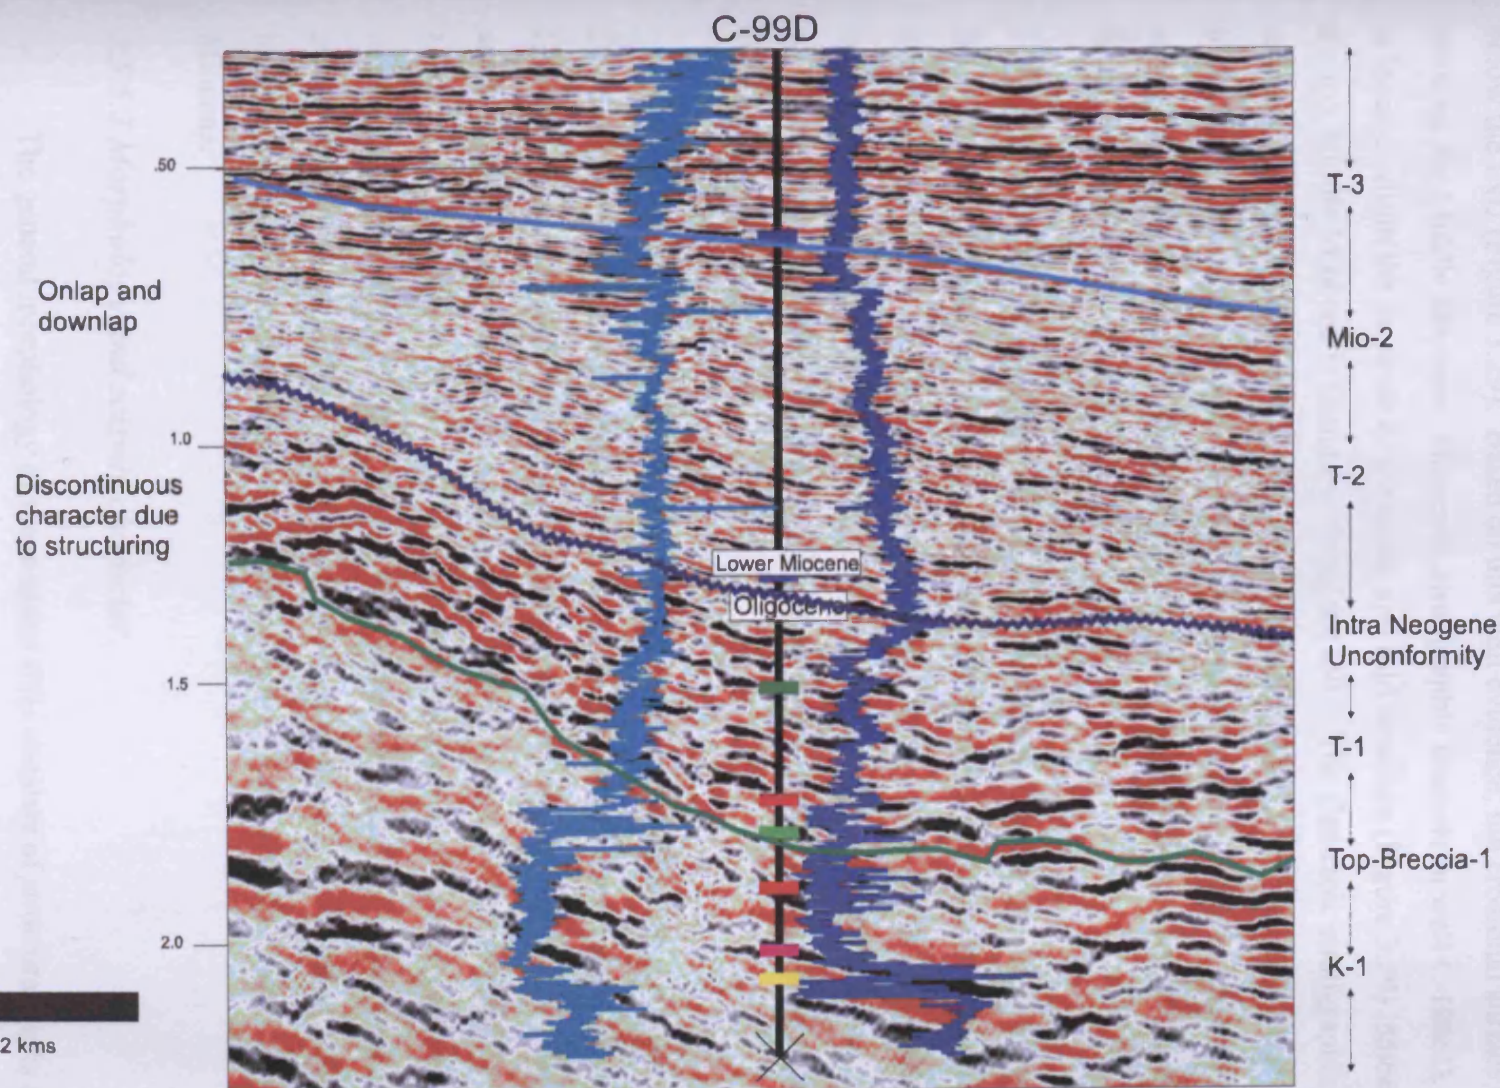 C-99D
.50
1.0
1.5
2.0
Onlap and
downlap
Discontinuous
character due
to structuring
2 kms
Lower Miocene
Oligocene
T-3
Mio-2
T-2
Intra Neogene
Unconformity
T-1
Top-Breccia-1
K-1